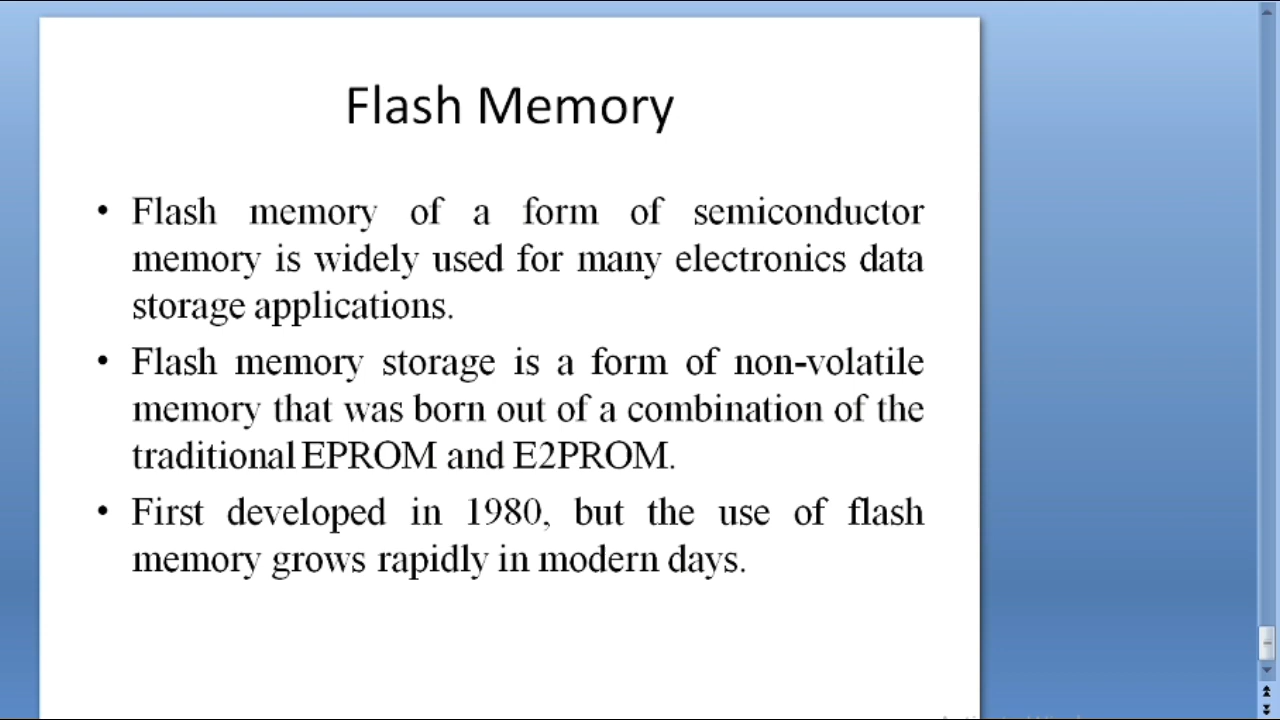 Flash Memory
• Flash memory of a form of semiconductor
memory is widely used for many electronics data
storage applications.
• Flash memory storage is a form of non-volatile
memory that was born out of a combination of the
traditional EPROM and E2PROM.
• First developed in 1980, but the use of flash
memory grows rapidly in modern days.